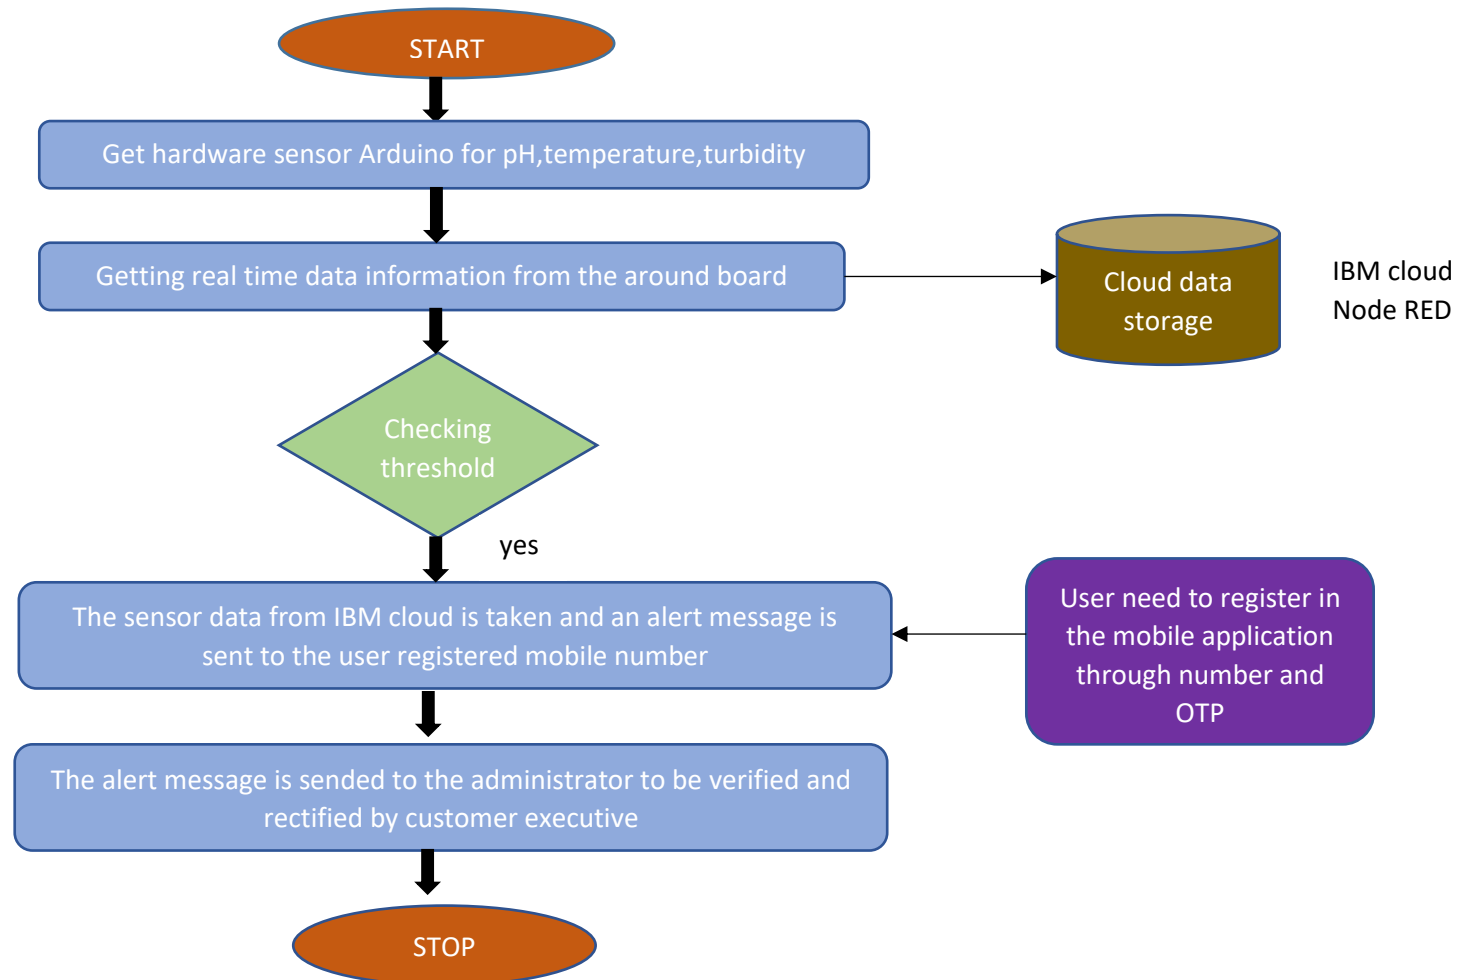 START
Get hardware sensor Arduino for pH,temperature,turbidity
Getting real time data information from the around board
Cloud data
storage
IBM cloud
Node RED
Checking
threshold
yes
The sensor data from IBM cloud is taken and an alert message is
sent to the user registered mobile number
User need to register in
the mobile application
through number and
OTP
The alert message is sended to the administrator to be verified and
rectified by customer executive
STOP